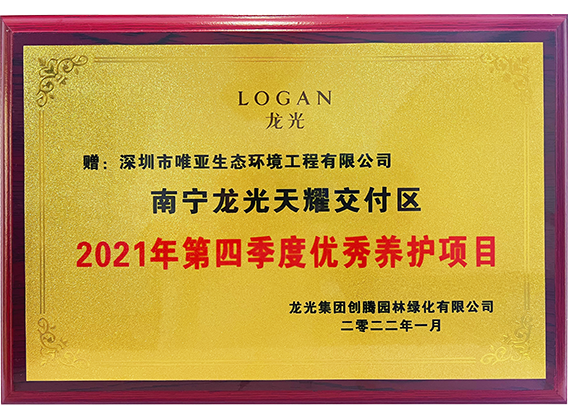 LOGAN
龙光
赠：深圳市唯亚生态环境工程有限公司
南宁龙光天耀交付区
2021年第四季度优秀养护项目
龙光集团创腾园林绿化有限公司
二零二二年一月